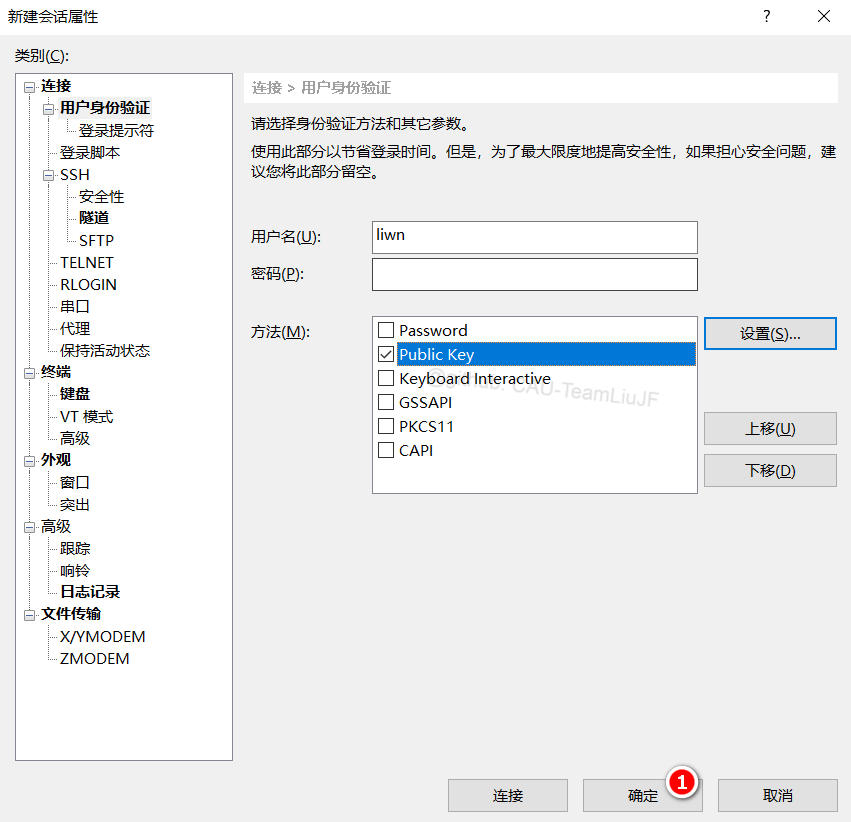 新建会话属性
?
类别(C):
连接
用户身份验证
登录提示符
登录脚本
SSH
安全性
隧道
SFTP
TELNET
RLOGIN
串口
代理
保持活动状态
终端
键盘
VT 模式
高级
外观
窗口
突出
高级
跟踪
响铃
日志记录
文件传输
X/YMODEM
ZMODEM
连接 > 用户身份验证
请选择身份验证方法和其它参数。
使用此部分以节省登录时间。但是，为了最大限度地提高安全性，如果担心安全问题，建
议您将此部分留空。
用户名(U):
liwn
密码(P):
方法(M):
Password
Public Key
Keyboard Interactive
GSSAPI
PKCS11
CAPI
@github: CAU-TeamLiuJF
设置(S)...
上移(U)
下移(D)
连接
确定
1
取消